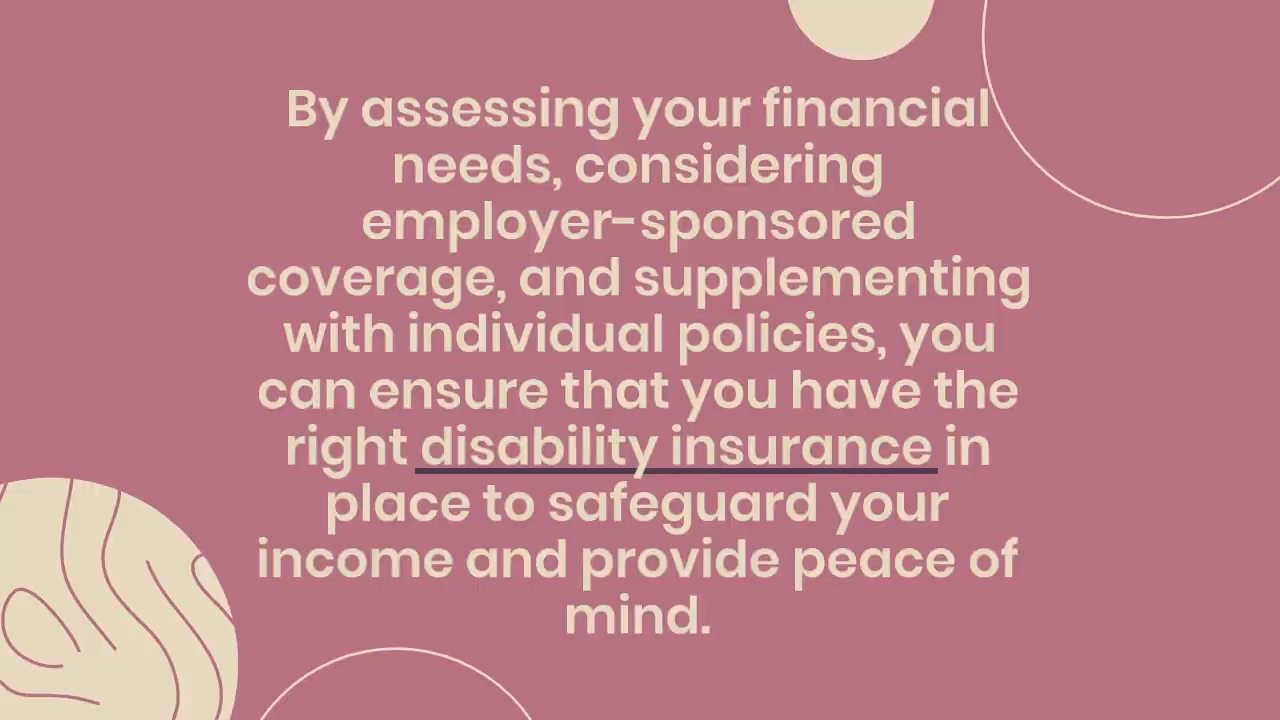 By assessing your financial
needs, considering
employer-sponsored
coverage, and supplementing
with individual policies, you
can ensure that you have the
right disability insurance in
place to safeguard your
income and provide peace of
mind.